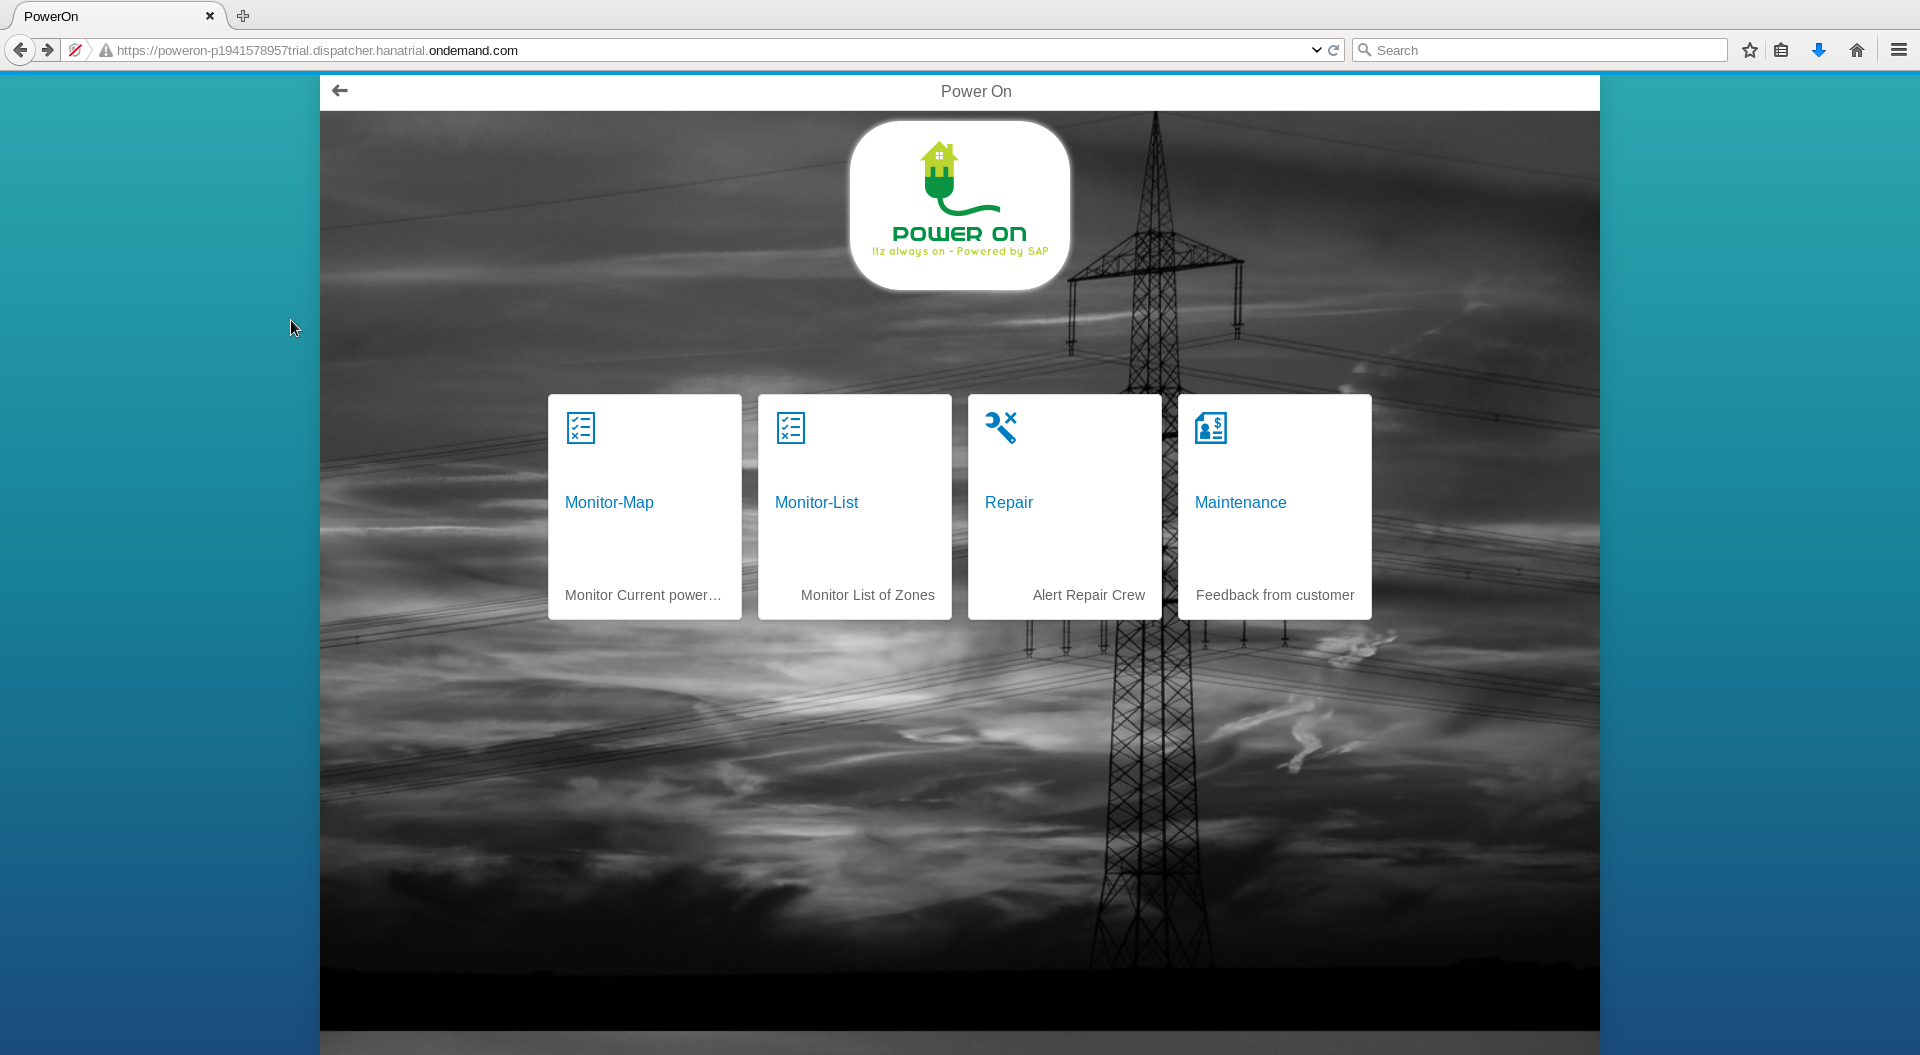 PowerOn
https://poweron-p1941578957trial.dispatcher.hanatrial.ondemand.com
Search
Power On
POWER ON
Itz always on - Powered by SAP
Monitor-Map
Monitor-List
Repair
Maintenance
Monitor Current power…
Monitor List of Zones
Alert Repair Crew
Feedback from customer